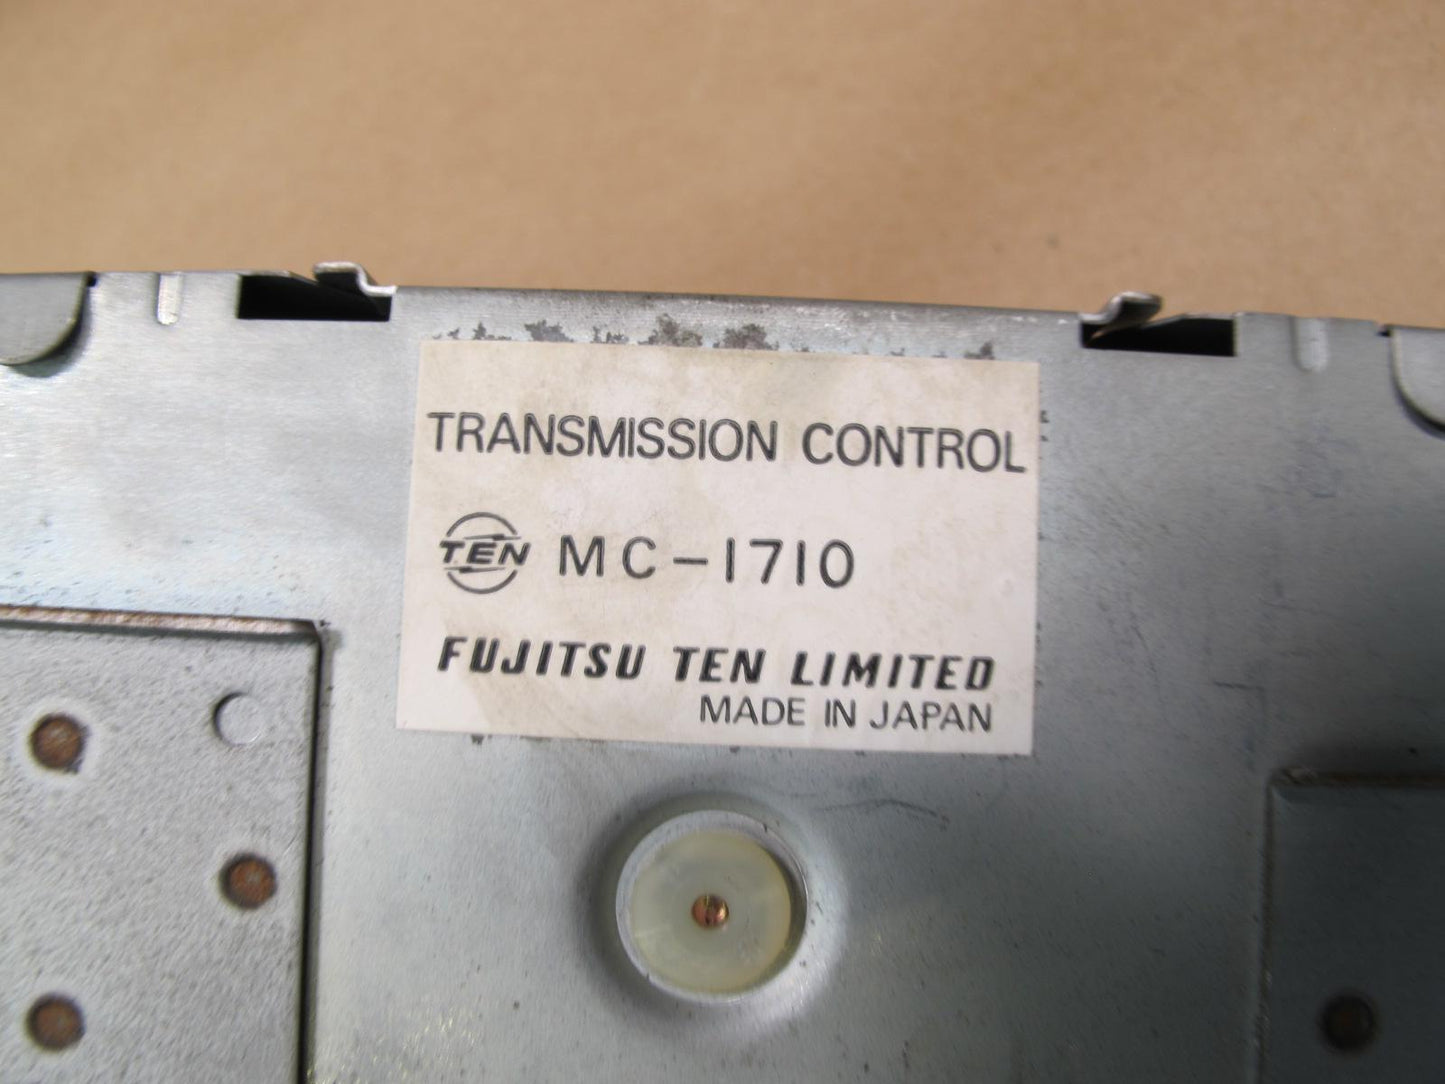 TRANSMISSION CONTROL
TEN MC-1710
FUJITSU TEN LIMITED
MADE IN JAPAN